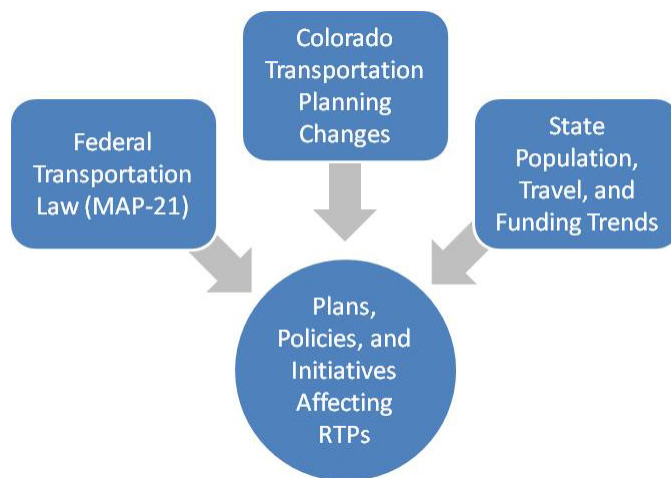 Colorado
Transportation
Planning
Changes
Federal
Transportation
Law (MAP-21)
State
Population,
Travel, and
Funding Trends
Plans,
Policies, and
Initiatives
Affecting
RTPs